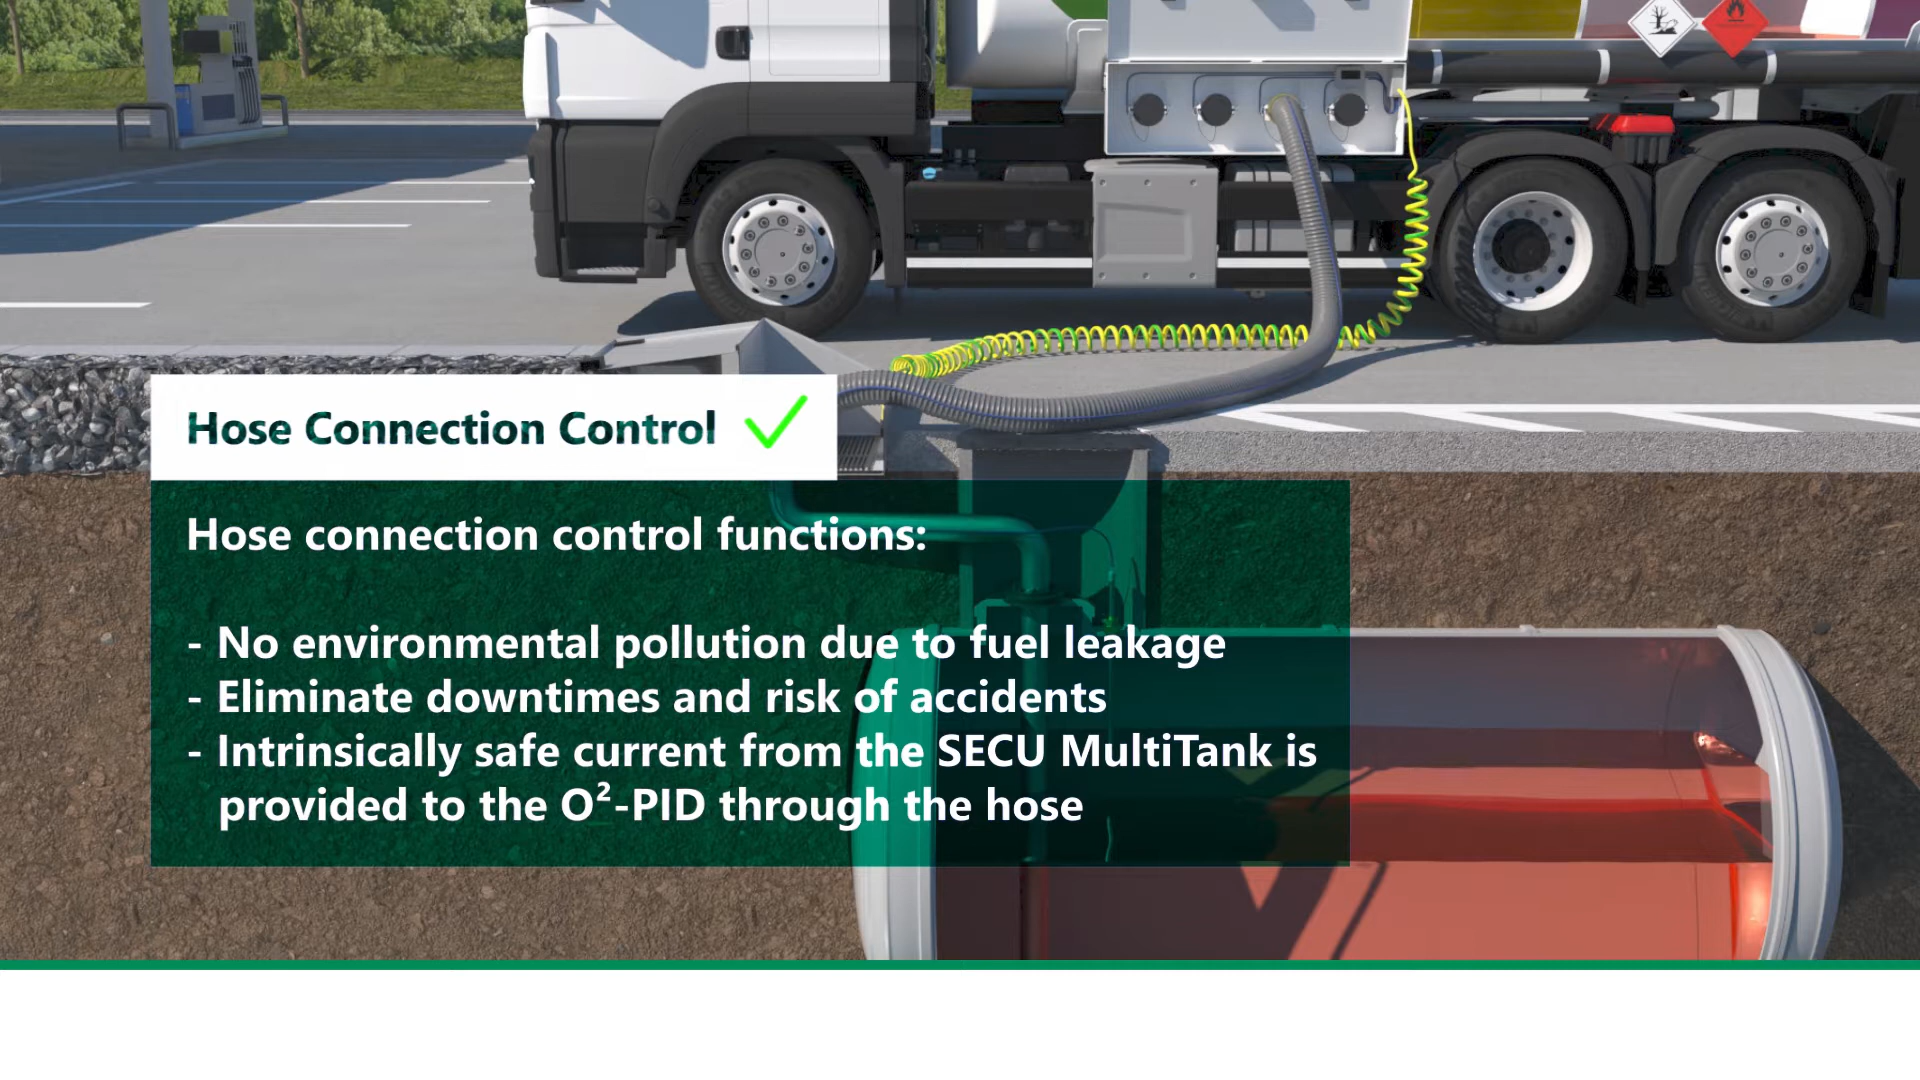 Hose Connection Control
Hose connection control functions:
- No environmental pollution due to fuel leakage
- Eliminate downtimes and risk of accidents
- Intrinsically safe current from the SECU MultiTank is
provided to the O²-PID through the hose